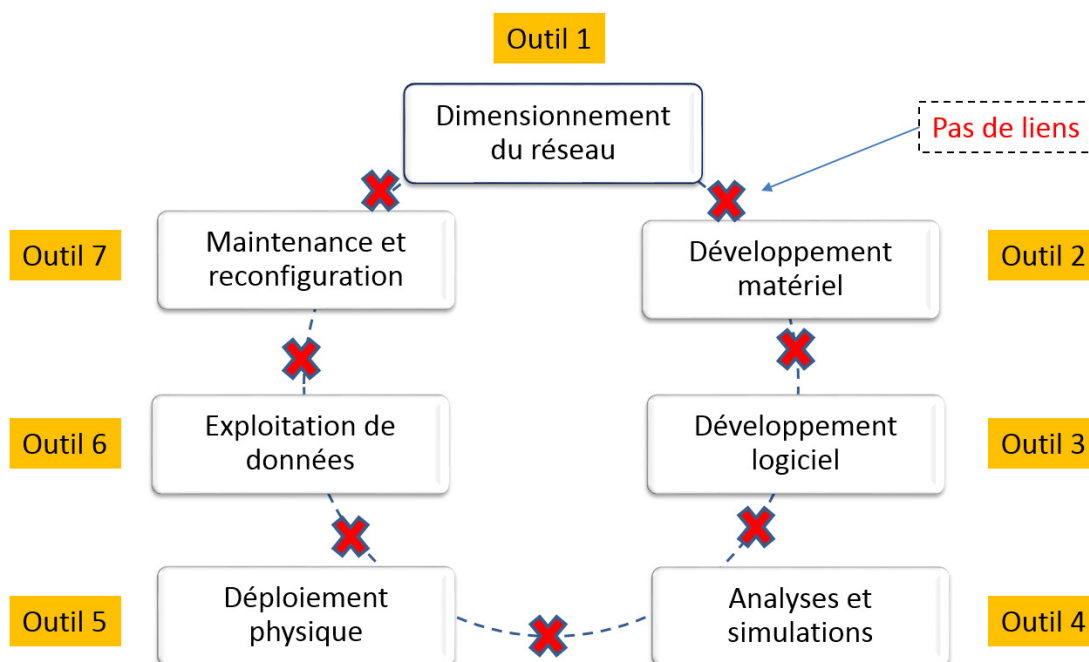 Outil 1
Dimensionnement
du réseau
Pas de liens
Outil 7
Maintenance et
reconfiguration
Développement
matériel
Outil 2
Outil 6
Exploitation de
données
Développement
logiciel
Outil 3
Outil 5
Déploiement
physique
Analyses et
simulations
Outil 4